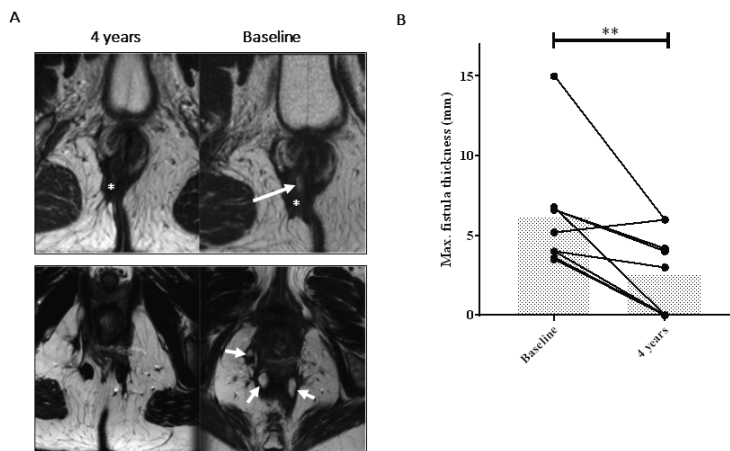 A
4 years
Baseline
*
*
B
**
Max. fistula thickness (mm)
15
10
5
0
Baseline
4 years